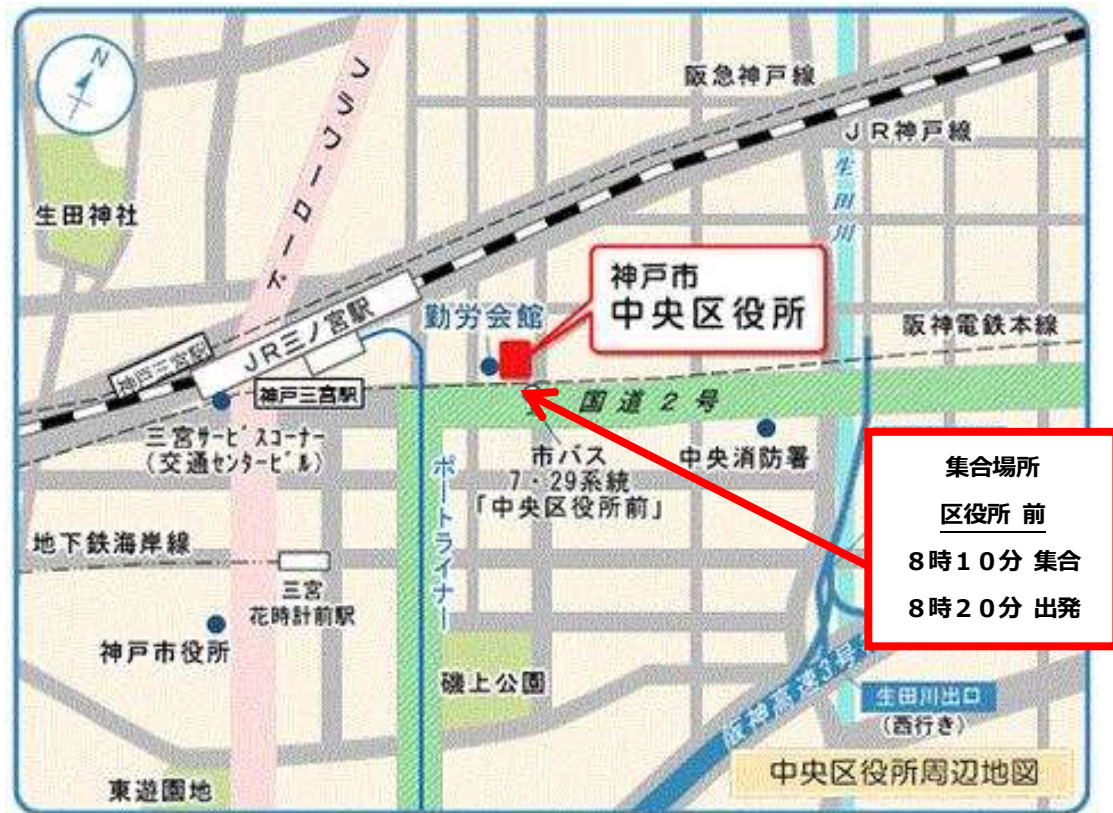 N
阪急神戸線
JR神戸線
フラワーロード
生田神社
生田川
神戸市
中央区役所
勤労会館
阪神電鉄本線
神戸三宮駅
JR三ノ宮駅
神戸三宮駅
国道2号
三宮サービスコーナー
(交通センタービル)
市バス
7・29系統
「中央区役所前」
中央消防署
ポートライナー
集合場所
区役所 前
8時10分 集合
8時20分 出発
地下鉄海岸線
三宮
花時計前駅
神戸市役所
磯上公園
阪神高速3号
生田川出口
(西行き)
東遊園地
中央区役所周辺地図